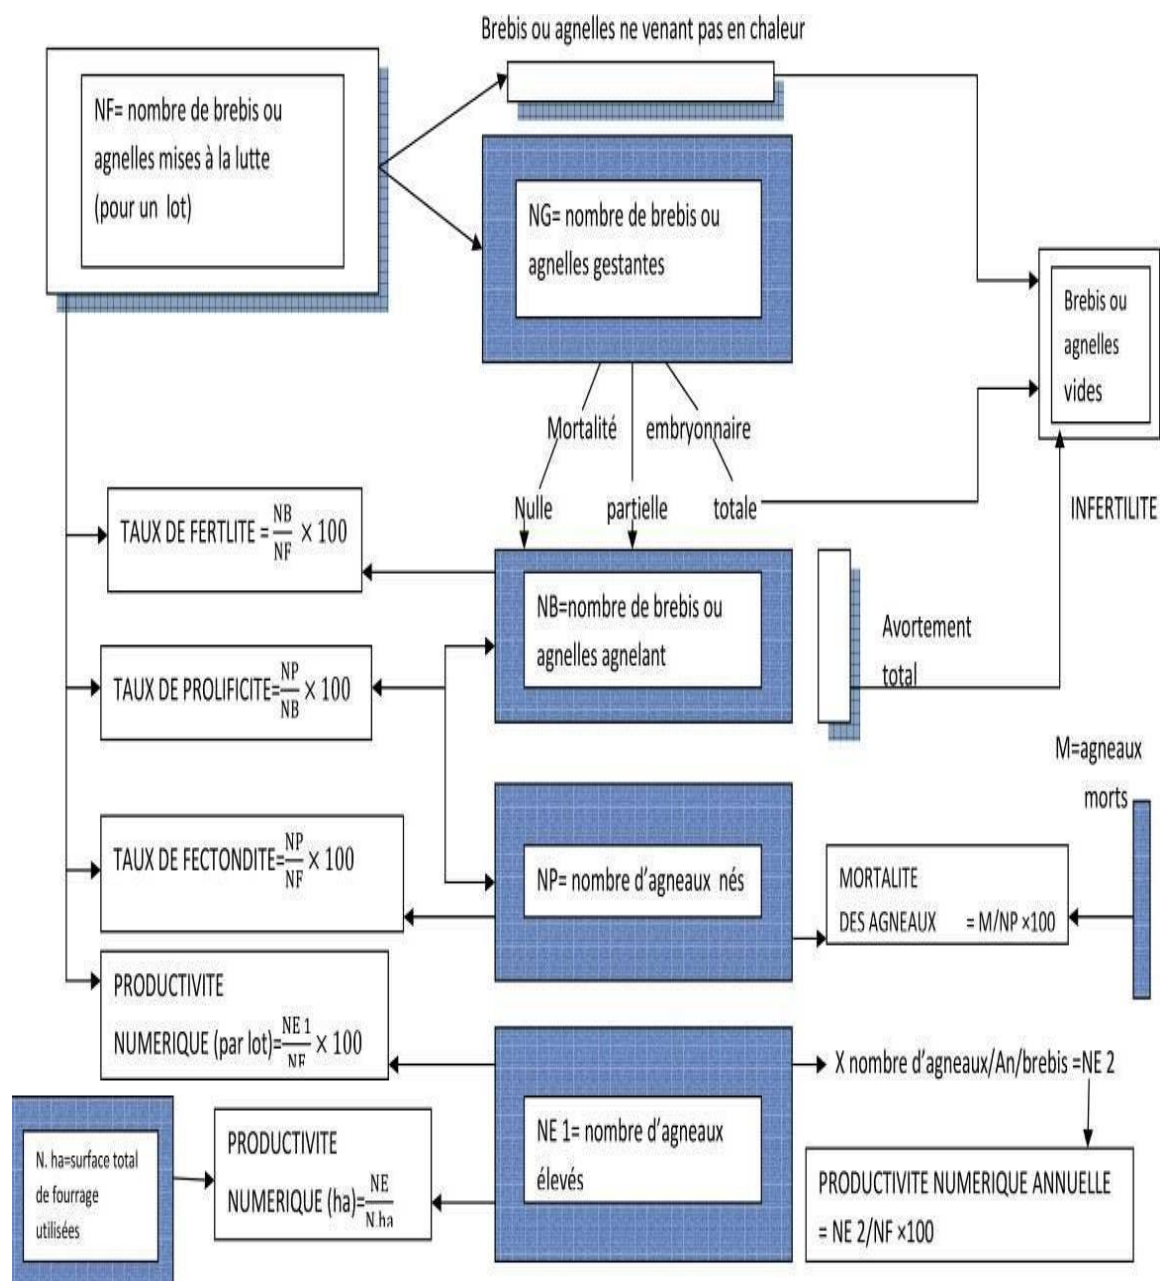 Brebis ou agnelles ne venant pas en chaleur
NF= nombre de brebis ou
agnelles mises à la lutte
(pour un lot)
NG= nombre de brebis ou
agnelles gestantes
Brebis ou
agnelles
vides
Mortalité embryonnaire
Nulle partielle totale
INFERTILITE
TAUX DE FERTLITE = NB/NF × 100
NB=nombre de brebis ou
agnelles agnelant
Avortement
total
TAUX DE PROLIFICITE=NP/NB × 100
M=agneaux
morts
TAUX DE FECTONDITE=NP/NF × 100
NP= nombre d'agneaux nés
MORTALITE
DES AGNEAUX = M/NP ×100
PRODUCTIVITE
NUMERIQUE (par lot)=NE 1/NF × 100
X nombre d'agneaux/An/brebis =NE 2
NE 1= nombre d'agneaux
élevés
N. ha=surface total
de fourrage
utilisées
PRODUCTIVITE
NUMERIQUE (ha)=NE/N.ha
PRODUCTIVITE NUMERIQUE ANNUELLE
= NE 2/NF ×100